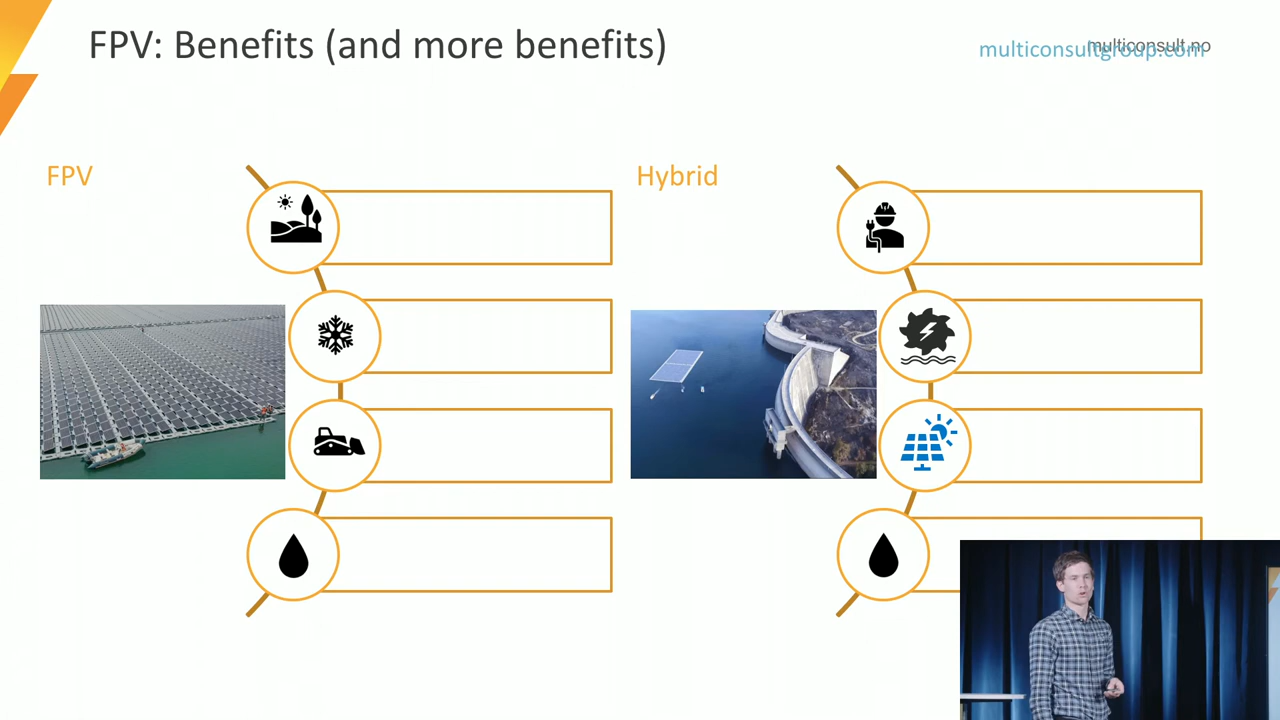 FPV: Benefits (and more benefits)
multiconsultgroup.com
multiconsult.no
FPV
Hybrid